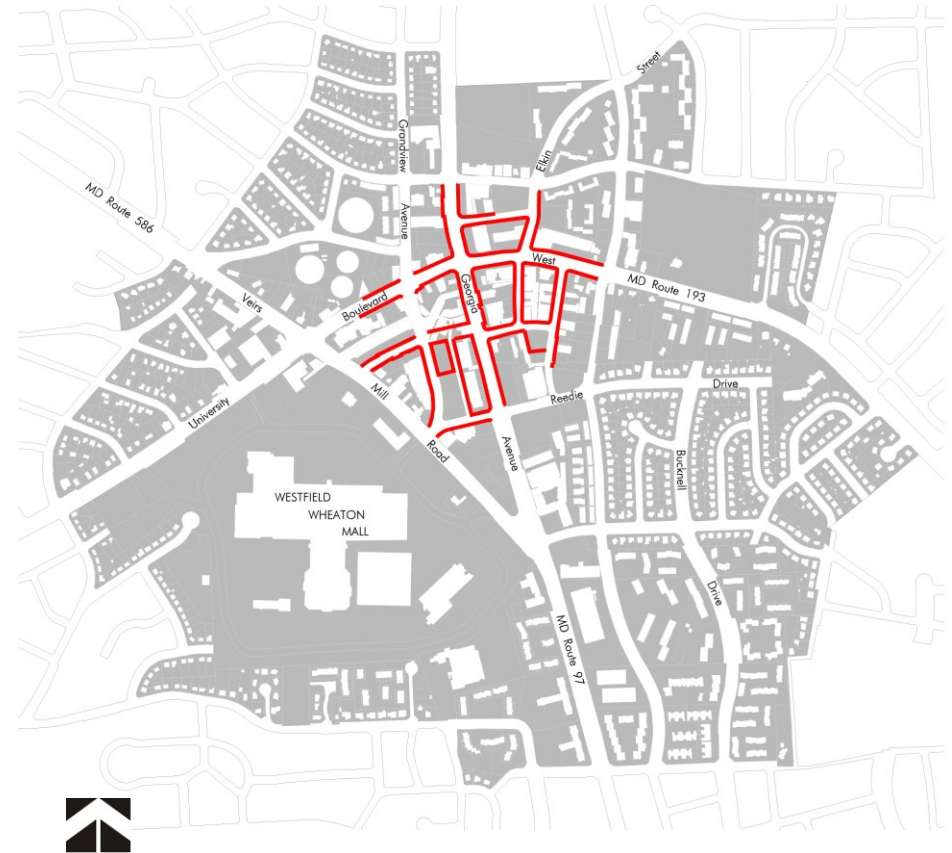 Street
Elkin
Grandview
Avenue
MD Route 586
West
MD Route 193
Georgia
Boulevard
Veirs
Mill
Road
University
Reedie
Drive
Avenue
Bucknell
Drive
WESTFIELD
WHEATON
MALL
MD Route 97